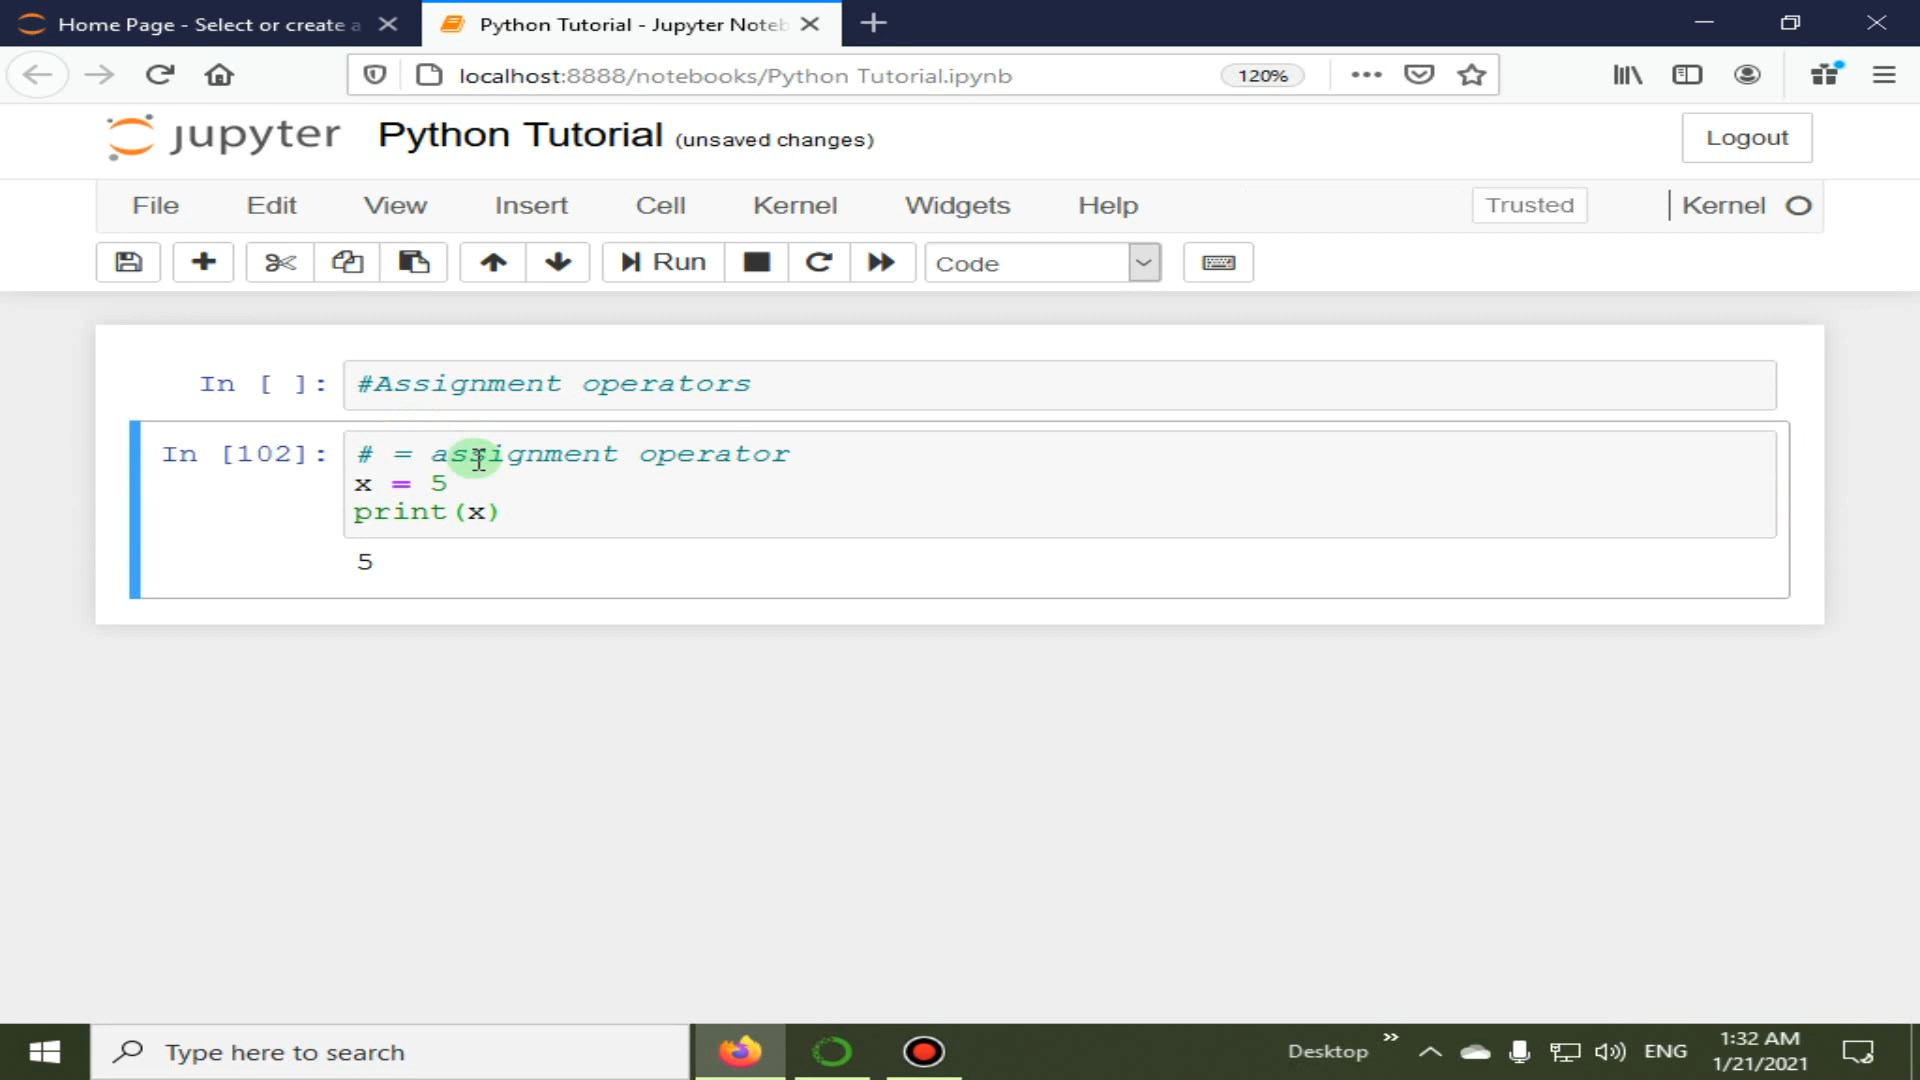 Home Page - Select or create a
Python Tutorial - Jupyter Noteb
localhost:8888/notebooks/Python Tutorial.ipynb
120%
jupyter
Python Tutorial (unsaved changes)
Logout
File Edit View Insert Cell Kernel Widgets Help
Trusted
Kernel
Run
Code
In [ ]:
#Assignment operators
In [102]:
# = assignment operator
x = 5
print(x)
5
Type here to search
Desktop
ENG
1:32 AM
1/21/2021